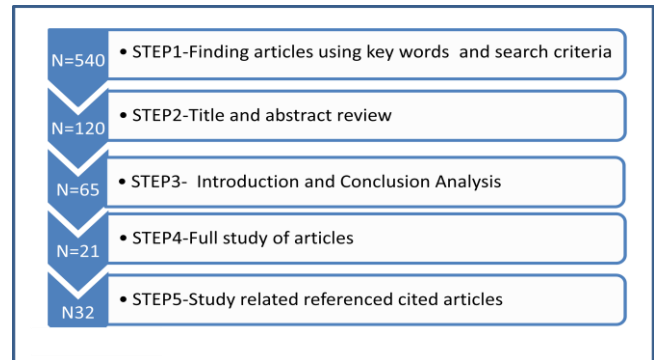 N=540 • STEP1-Finding articles using key words and search criteria
N=120 • STEP2-Title and abstract review
N=65 • STEP3- Introduction and Conclusion Analysis
N=21 • STEP4-Full study of articles
N32 • STEP5-Study related referenced cited articles